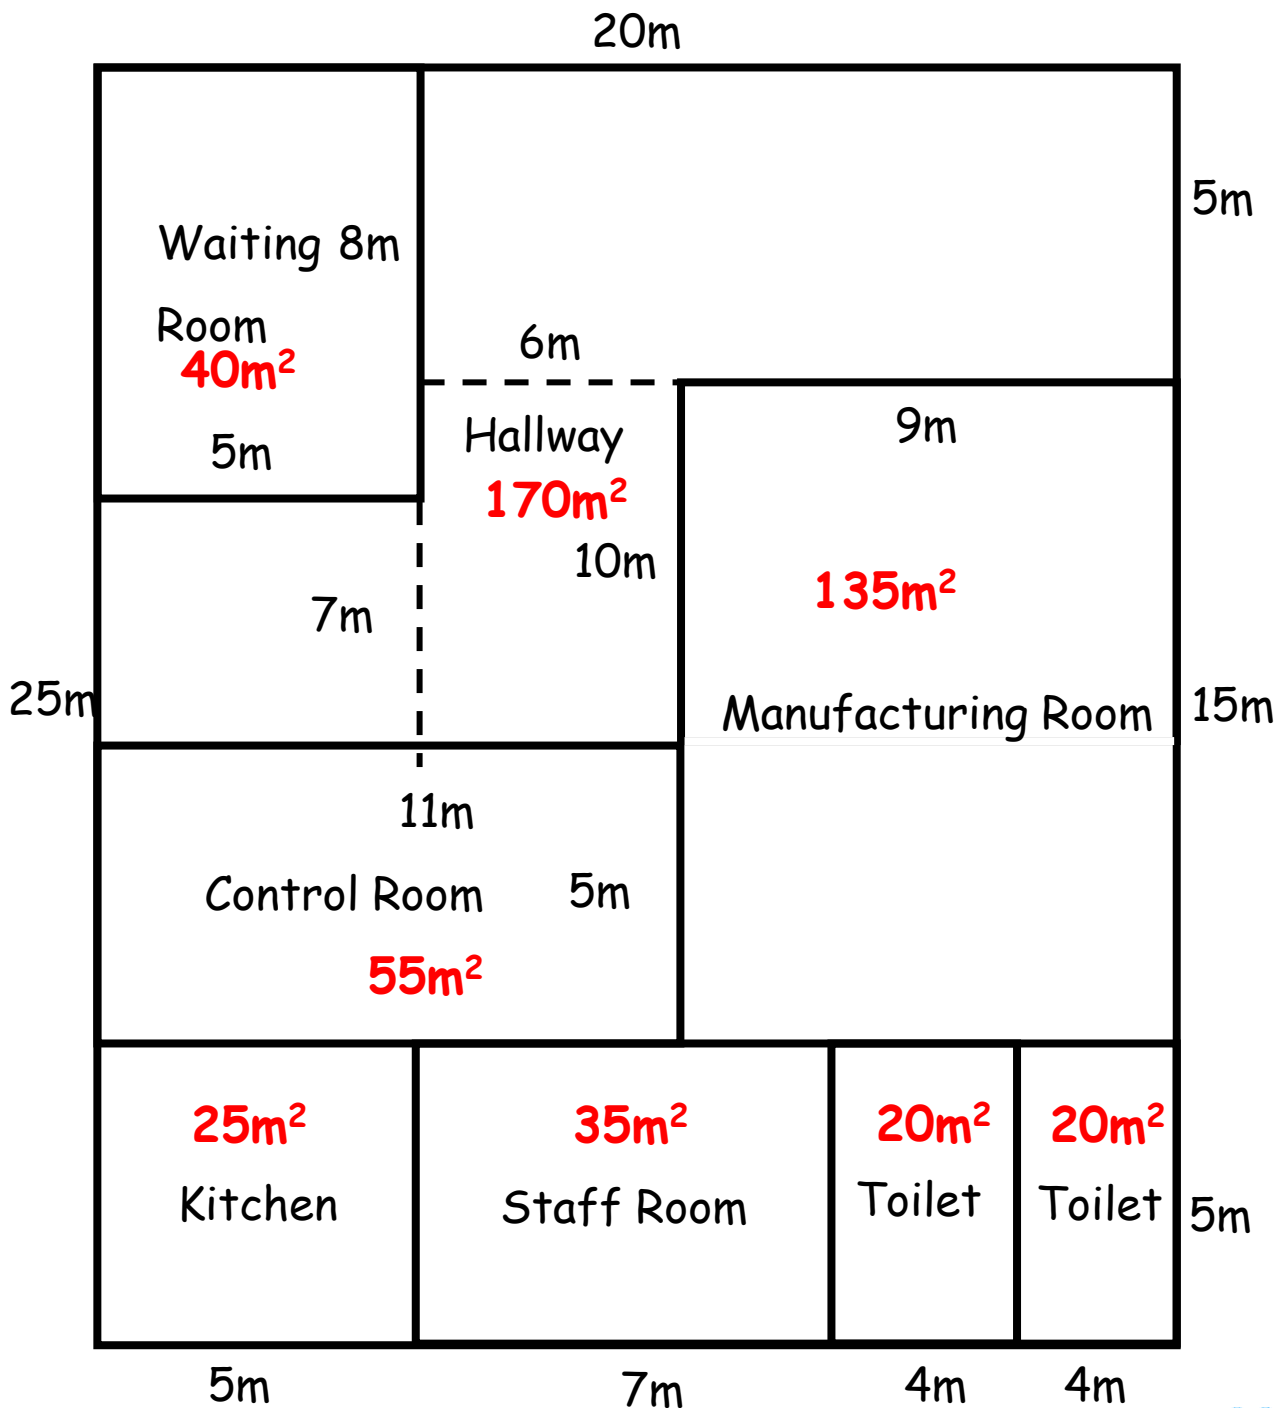 20m
5m
Waiting 8m
Room
40m²
6m
5m
Hallway
9m
170m²
10m
135m²
7m
25m
Manufacturing Room
15m
11m
Control Room
5m
55m²
25m²
35m²
20m²
20m²
Kitchen
Staff Room
Toilet
Toilet
5m
5m
7m
4m
4m